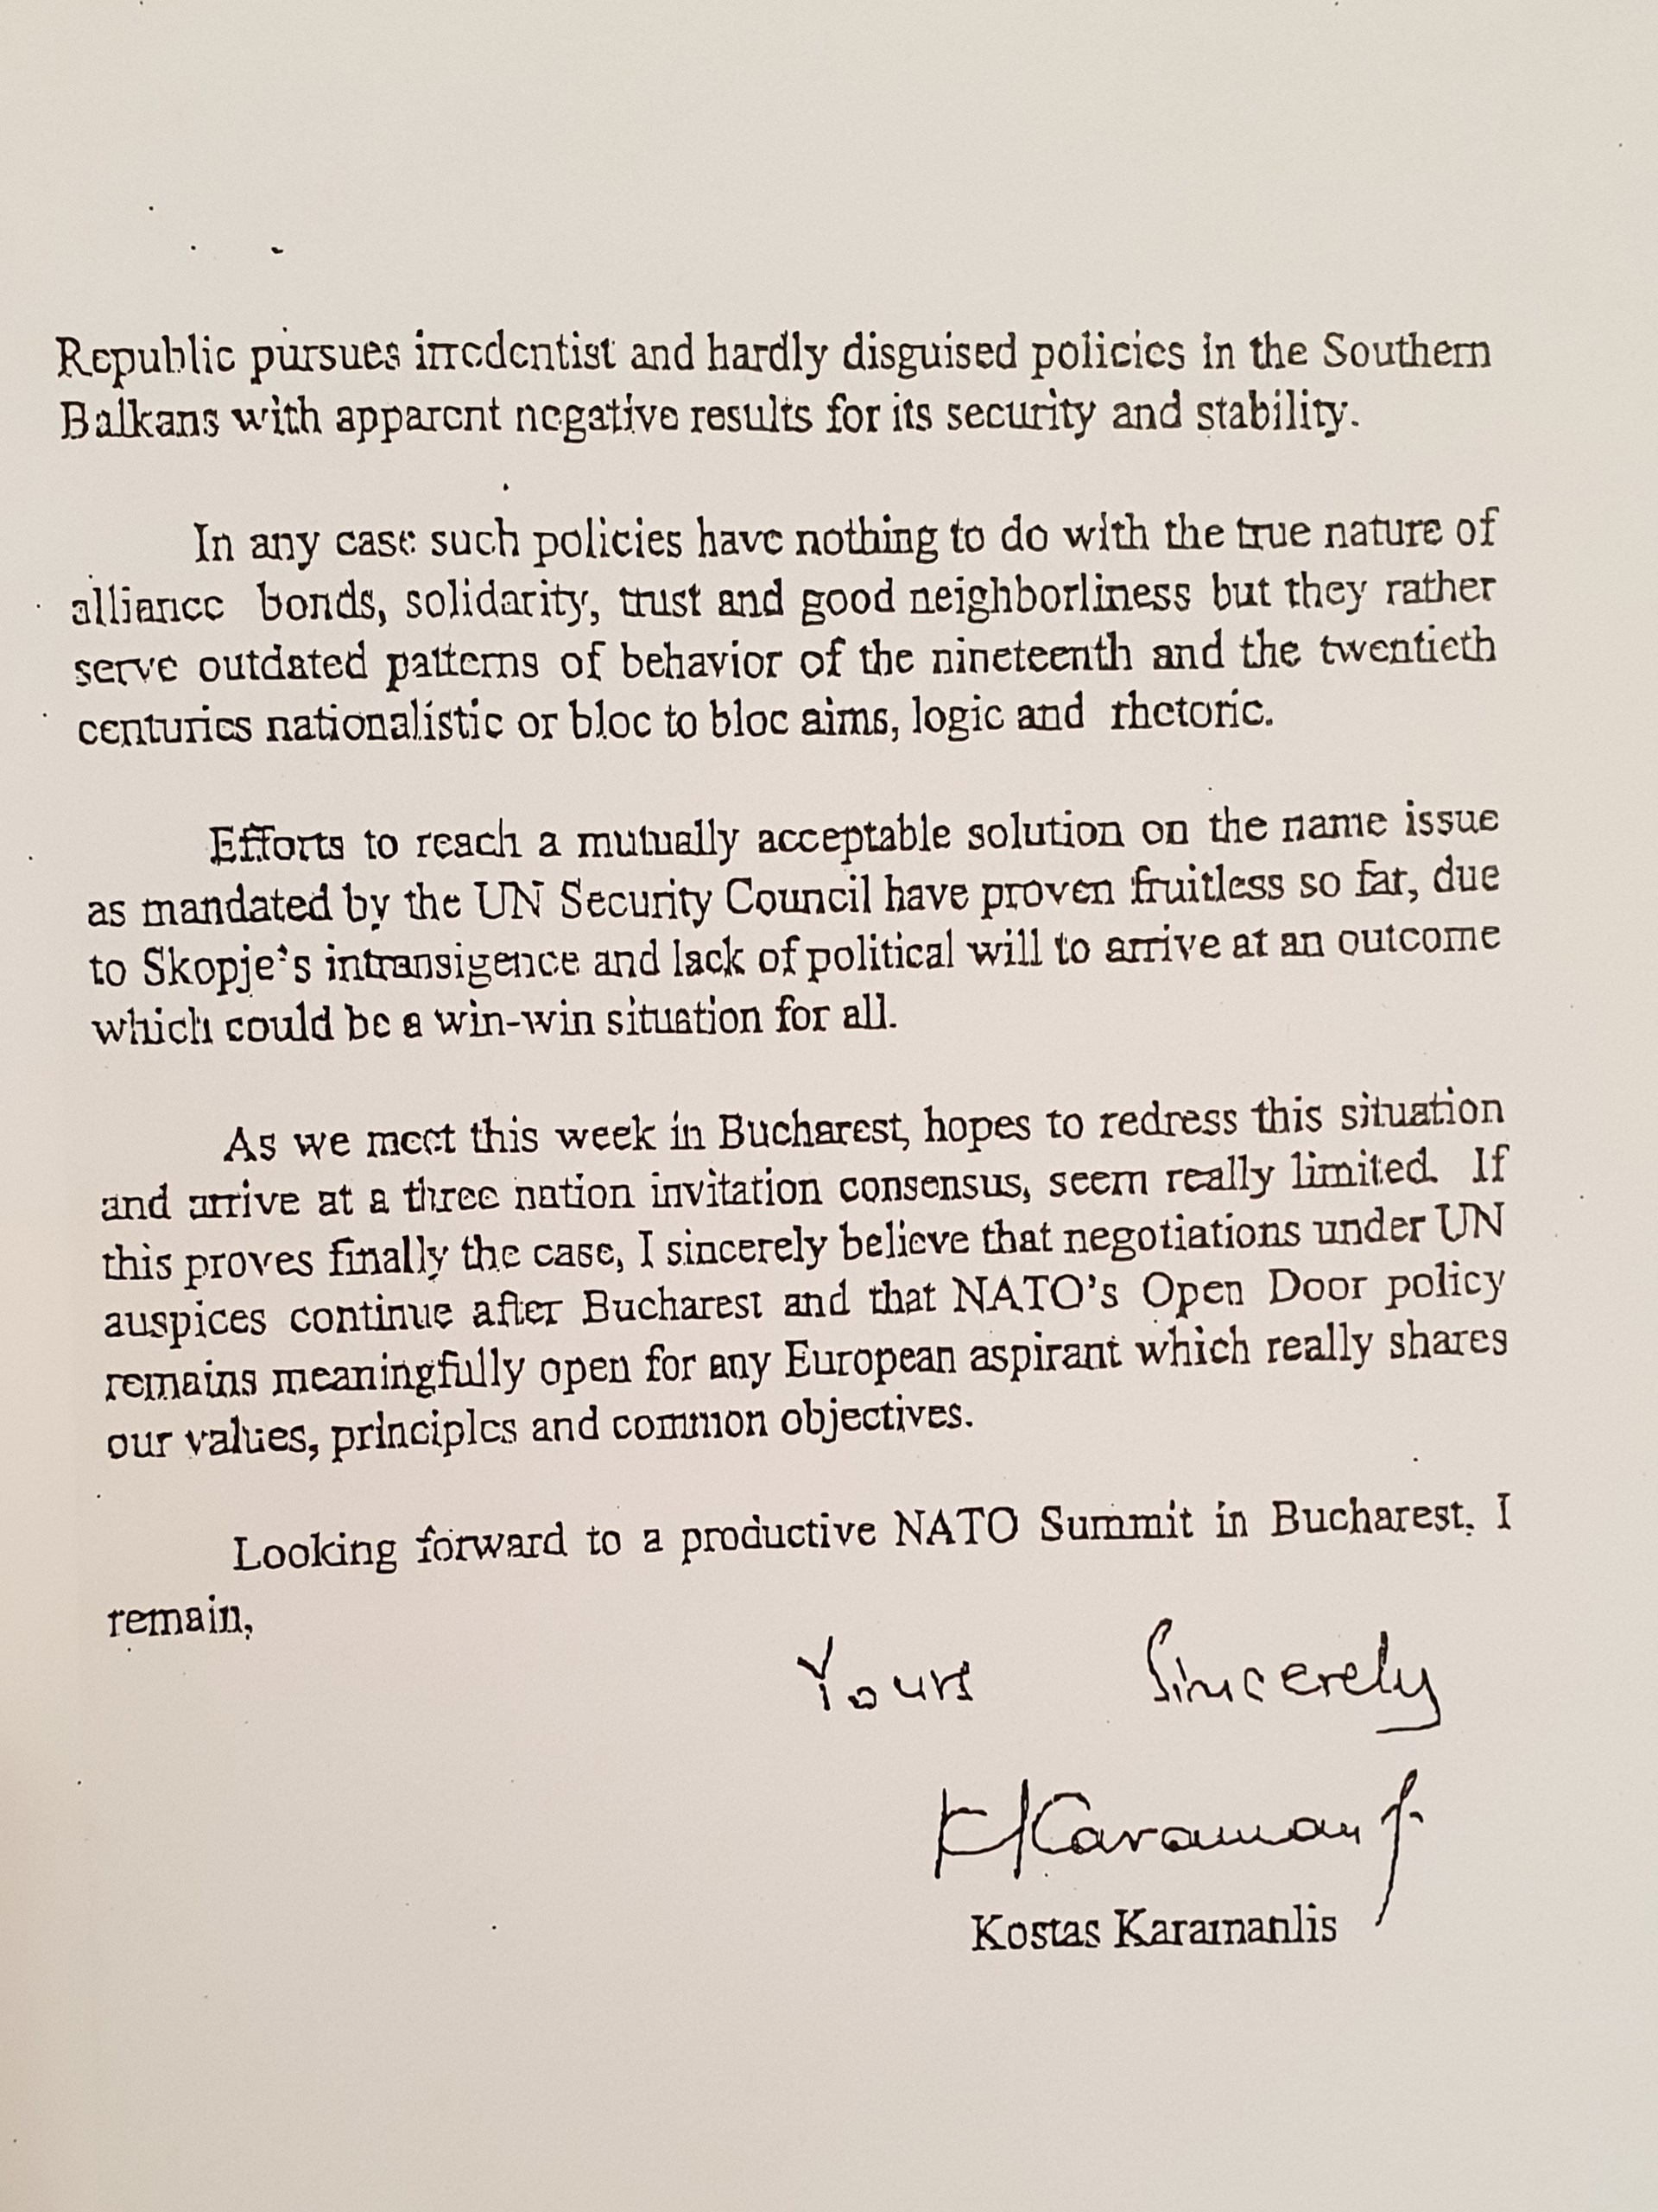 Republic pursues irredentist and hardly disguised policies in the Southern
Balkans with apparent negative results for its security and stability.
In any case such policies have nothing to do with the true nature of
alliance bonds, solidarity, trust and good neighborliness but they rather
serve outdated patterns of behavior of the nineteenth and the twentieth
centuries nationalistic or bloc to bloc aims, logic and rhetoric.
Efforts to reach a mutually acceptable solution on the name issue
as mandated by the UN Security Council have proven fruitless so far, due
to Skopje's intransigence and lack of political will to arrive at an outcome
which could be a win-win situation for all.
As we meet this week in Bucharest, hopes to redress this situation
and arrive at a three nation invitation consensus, seem really limited. If
this proves finally the case, I sincerely believe that negotiations under UN
auspices continue after Bucharest and that NATO's Open Door policy
remains meaningfully open for any European aspirant which really shares
our values, principles and common objectives.
Looking forward to a productive NATO Summit in Bucharest, I
remain,
Yours Sincerely
K Karamanlis
Kostas Karamanlis